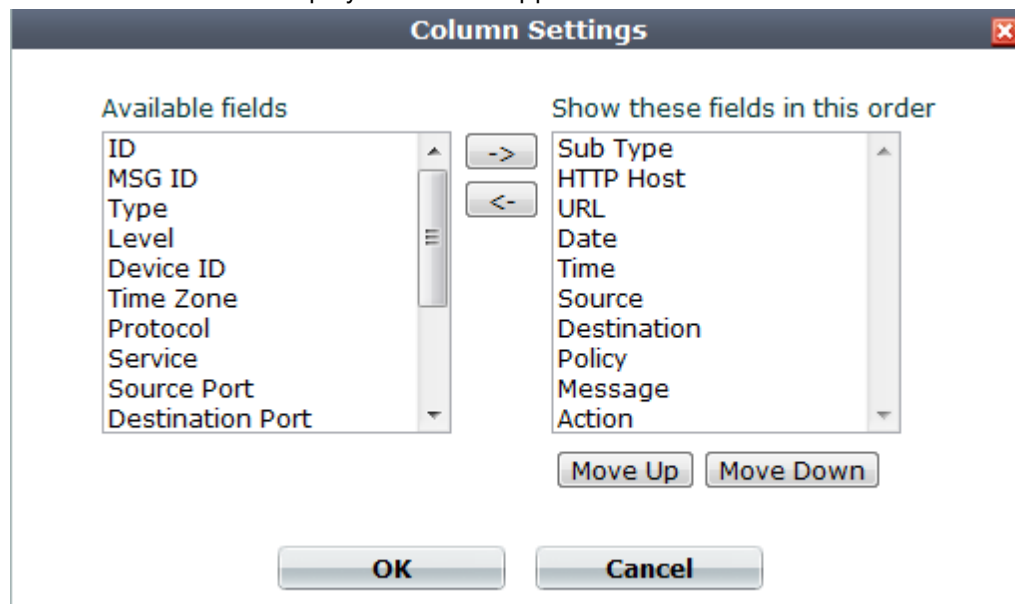 Column Settings
Available fields
ID
MSG ID
Type
Level
Device ID
Time Zone
Protocol
Service
Source Port
Destination Port
->
<-
Show these fields in this order
Sub Type
HTTP Host
URL
Date
Time
Source
Destination
Policy
Message
Action
Move Up Move Down
OK Cancel